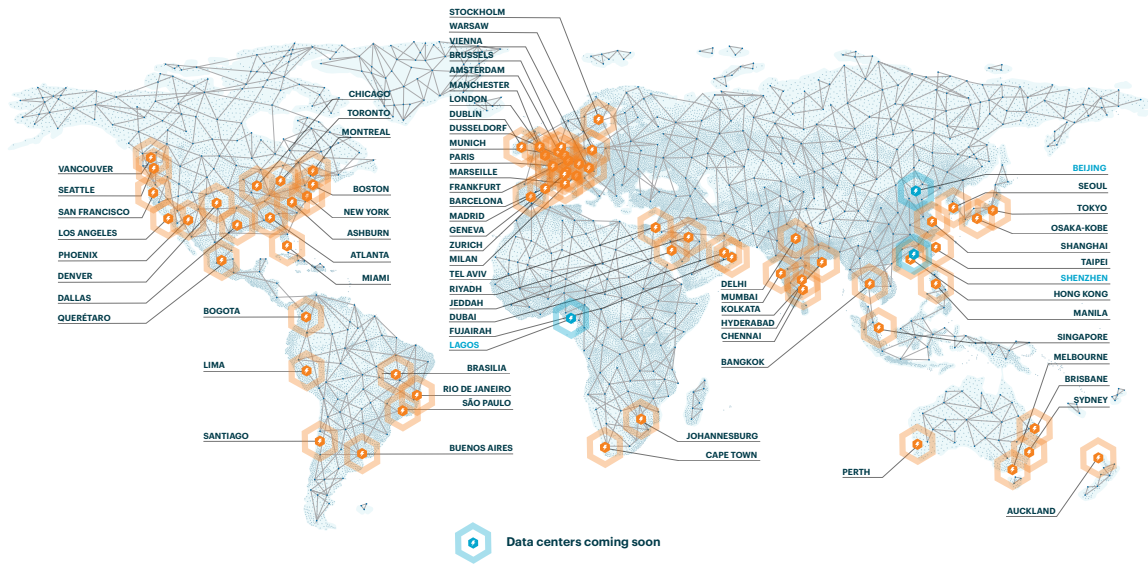 STOCKHOLM
WARSAW
VIENNA
BRUSSELS
AMSTERDAM
MANCHESTER
LONDON
DUBLIN
DUSSELDORF
MUNICH
PARIS
MARSEILLE
FRANKFURT
BARCELONA
MADRID
GENEVA
ZURICH
MILAN
TEL AVIV
RIYADH
JEDDAH
DUBAI
FUJAIRAH
LAGOS
CHICAGO
TORONTO
MONTREAL
VANCOUVER
SEATTLE
SAN FRANCISCO
LOS ANGELES
PHOENIX
DENVER
DALLAS
QUERÉTARO
BOSTON
NEW YORK
ASHBURN
ATLANTA
MIAMI
BOGOTA
LIMA
SANTIAGO
BRASILIA
RIO DE JANEIRO
SÃO PAULO
BUENOS AIRES
JOHANNESBURG
CAPE TOWN
DELHI
MUMBAI
KOLKATA
HYDERABAD
CHENNAI
BANGKOK
BEIJING
SEOUL
TOKYO
OSAKA-KOBE
SHANGHAI
TAIPEI
SHENZHEN
HONG KONG
MANILA
SINGAPORE
MELBOURNE
BRISBANE
SYDNEY
PERTH
AUCKLAND
Data centers coming soon